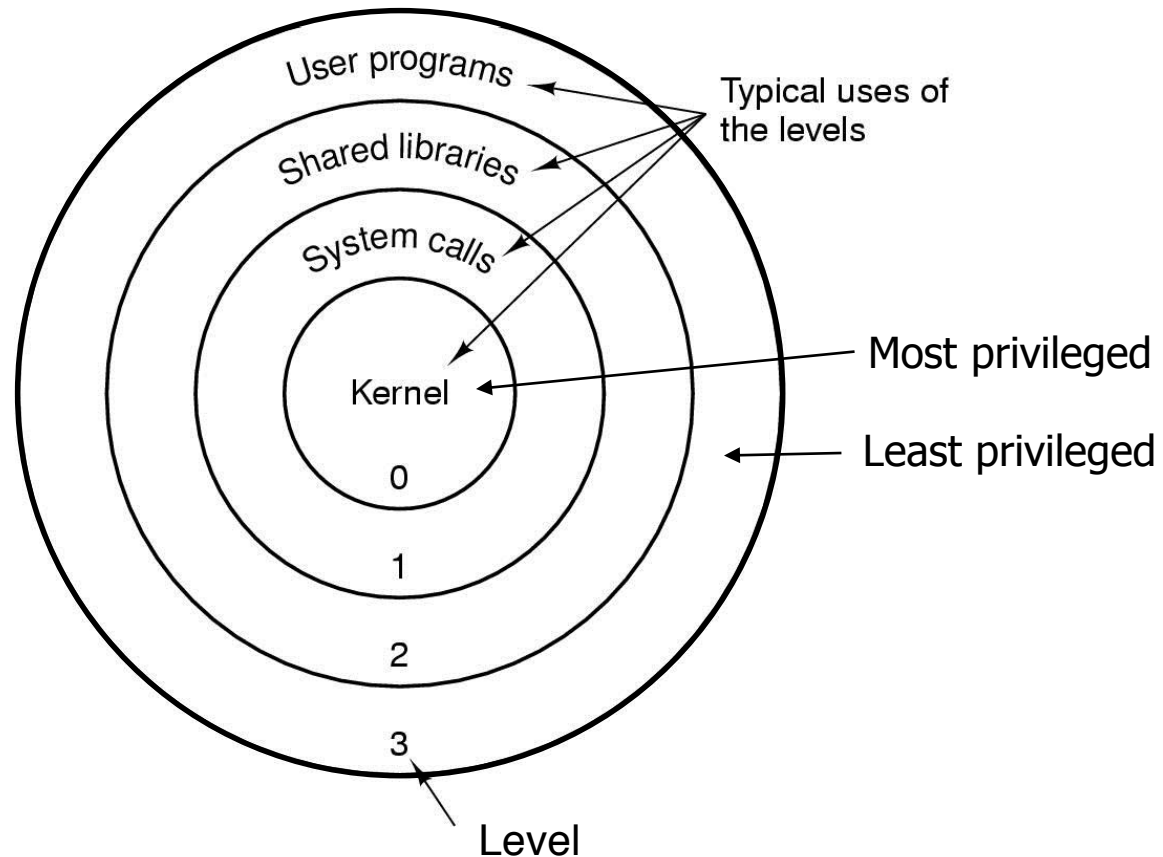 User programs
Typical uses of
the levels
Shared libraries
System calls
Most privileged
Kernel
Least privileged
0
1
2
3
Level